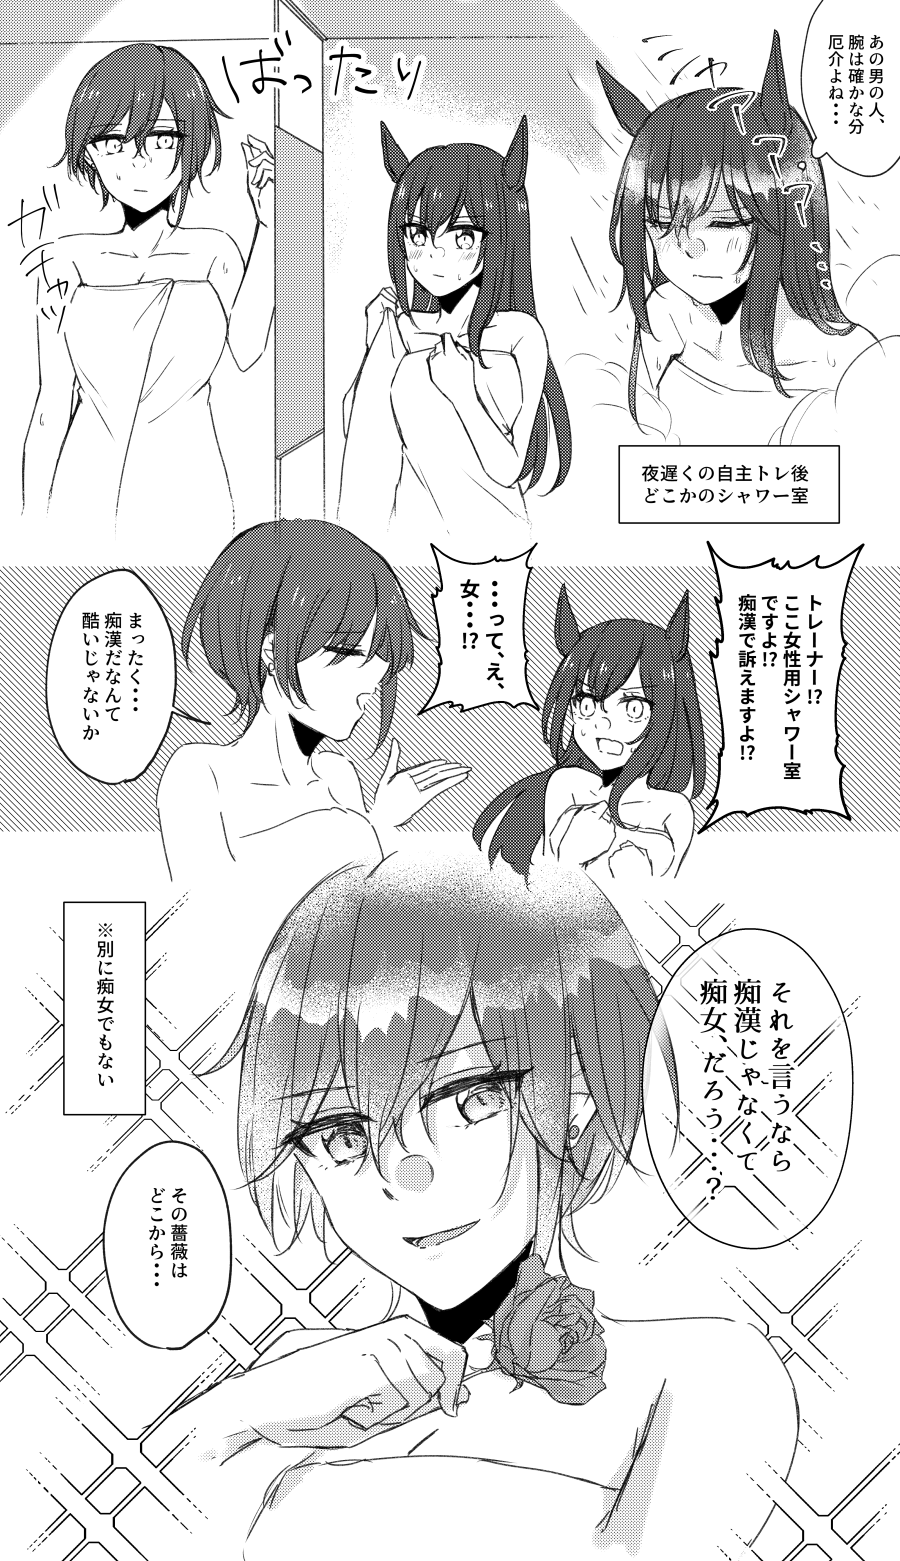 あの男の人、
腕は確かな分
厄介よね・・・
シャワアアア・・・
夜遅くの自主トレ後
どこかのシャワー室
ばったり
ガチャッ
トレーナー!?
ここ女性用シャワー室
ですよ!?
痴漢で訴えますよ!?
・・・って、え、
女・・・!?
まったく・・・
痴漢だなんて
酷いじゃないか
それを言うなら
痴漢じゃなくて
痴女、だろう・・・?
※別に痴女でもない
その薔薇は
どこから・・・